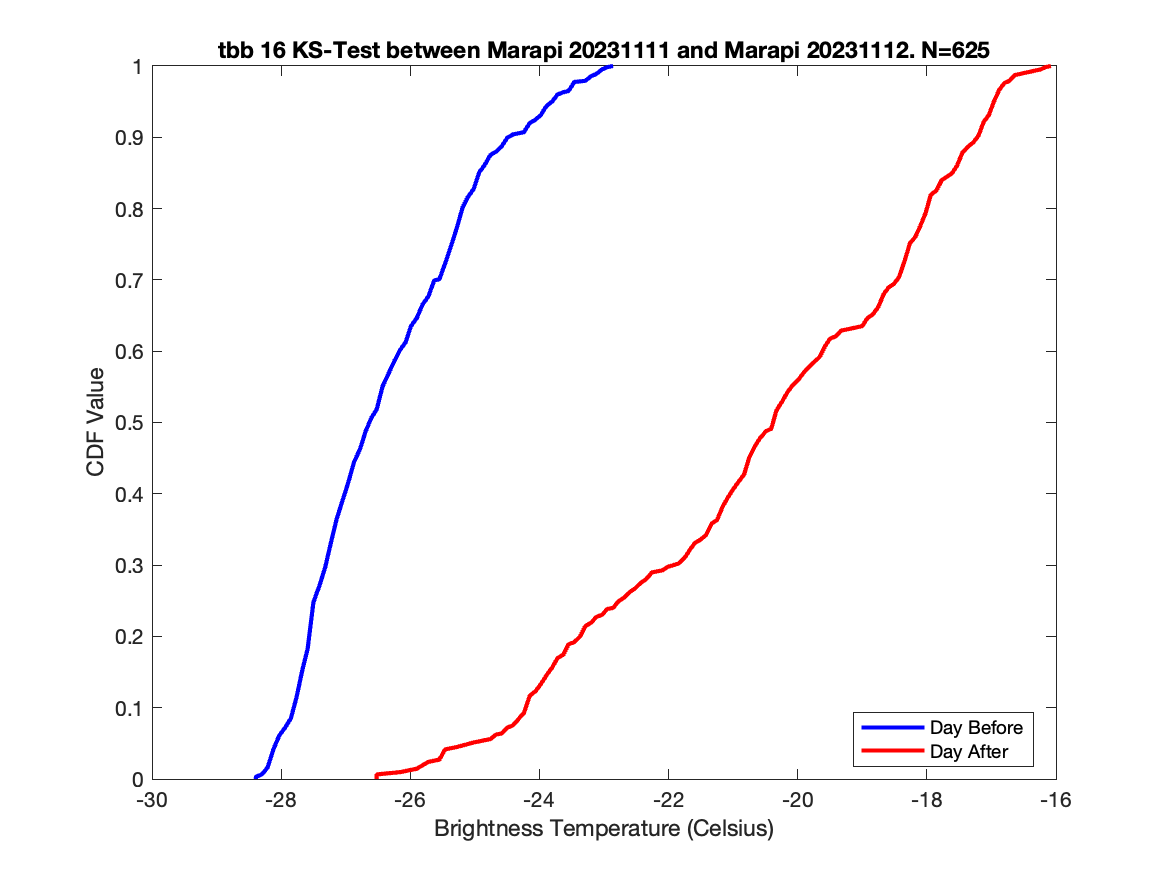 tbb 16 KS-Test between Marapi 20231111 and Marapi 20231112. N=625
1
0.9
0.8
0.7
0.6
0.5
0.4
0.3
0.2
0.1
0
CDF Value
Day Before
Day After
-30 -28 -26 -24 -22 -20 -18 -16
Brightness Temperature (Celsius)